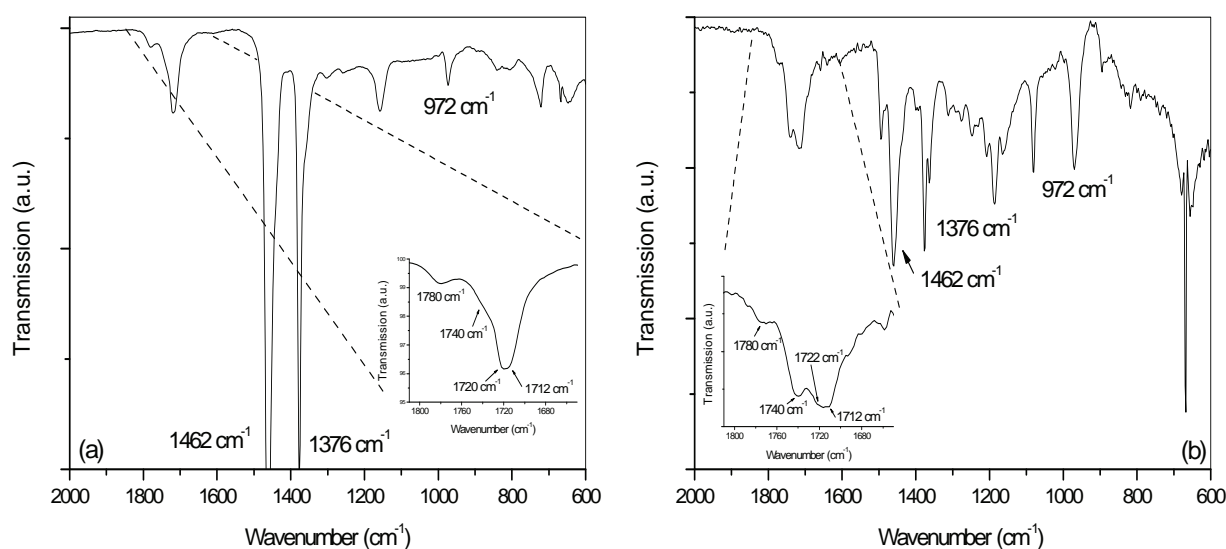 972 cm⁻¹
1462 cm⁻¹
1376 cm⁻¹
(a)
Transmission (a.u.)
2000 1800 1600 1400 1200 1000 800 600
Wavenumber (cm⁻¹)
100
99
98
97
96
95
1780 cm⁻¹
1740 cm⁻¹
1720 cm⁻¹
1712 cm⁻¹
Transmission (a.u.)
1800 1760 1720 1680
Wavenumber (cm⁻¹)
972 cm⁻¹
1376 cm⁻¹
1462 cm⁻¹
(b)
Transmission (a.u.)
2000 1800 1600 1400 1200 1000 800 600
Wavenumber (cm⁻¹)
1780 cm⁻¹
1722 cm⁻¹
1740 cm⁻¹
1712 cm⁻¹
Transmission (a.u.)
1800 1760 1720 1680
Wavenumber (cm⁻¹)